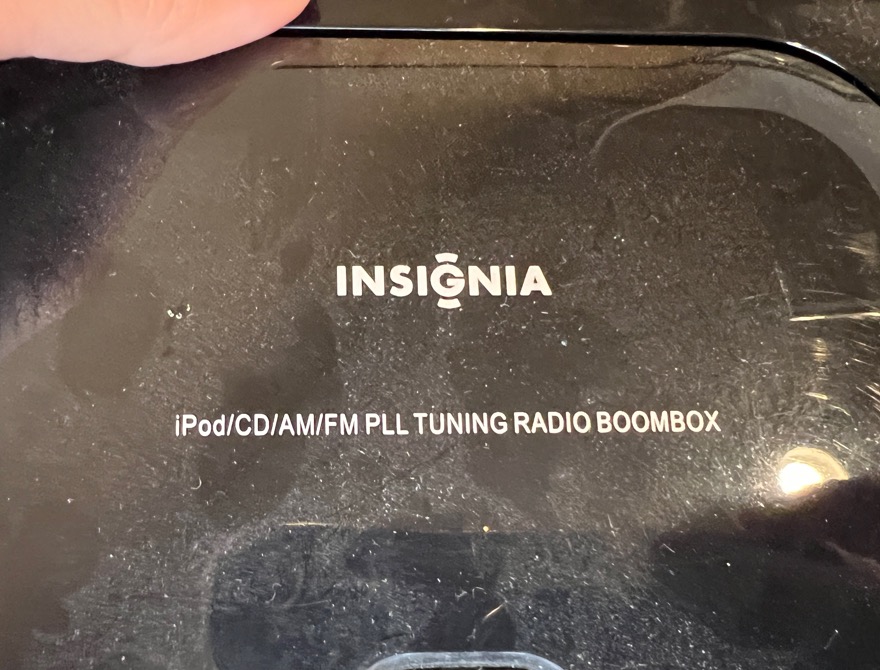 INSIGNIA
iPod/CD/AM/FM PLL TUNING RADIO BOOMBOX